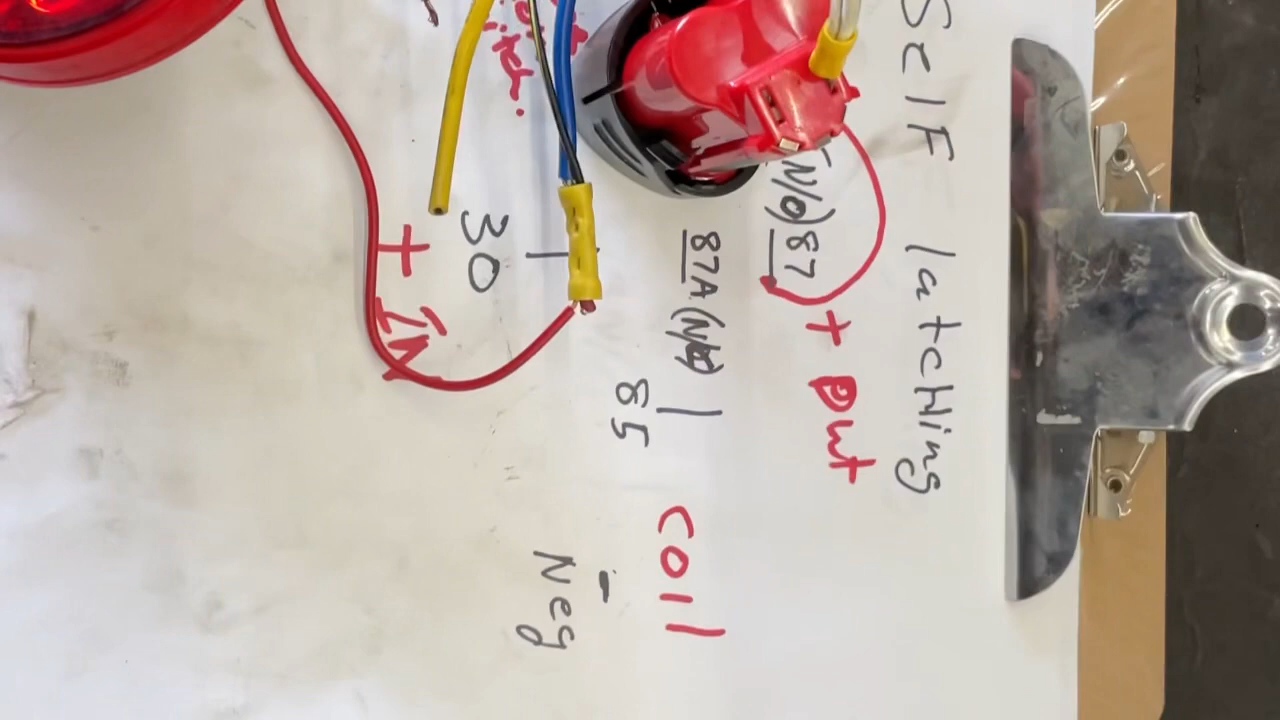 SelF latching
(N/O) 87
+ out
87A (N/C)
85
COIL
30
+ IN
-
Neg